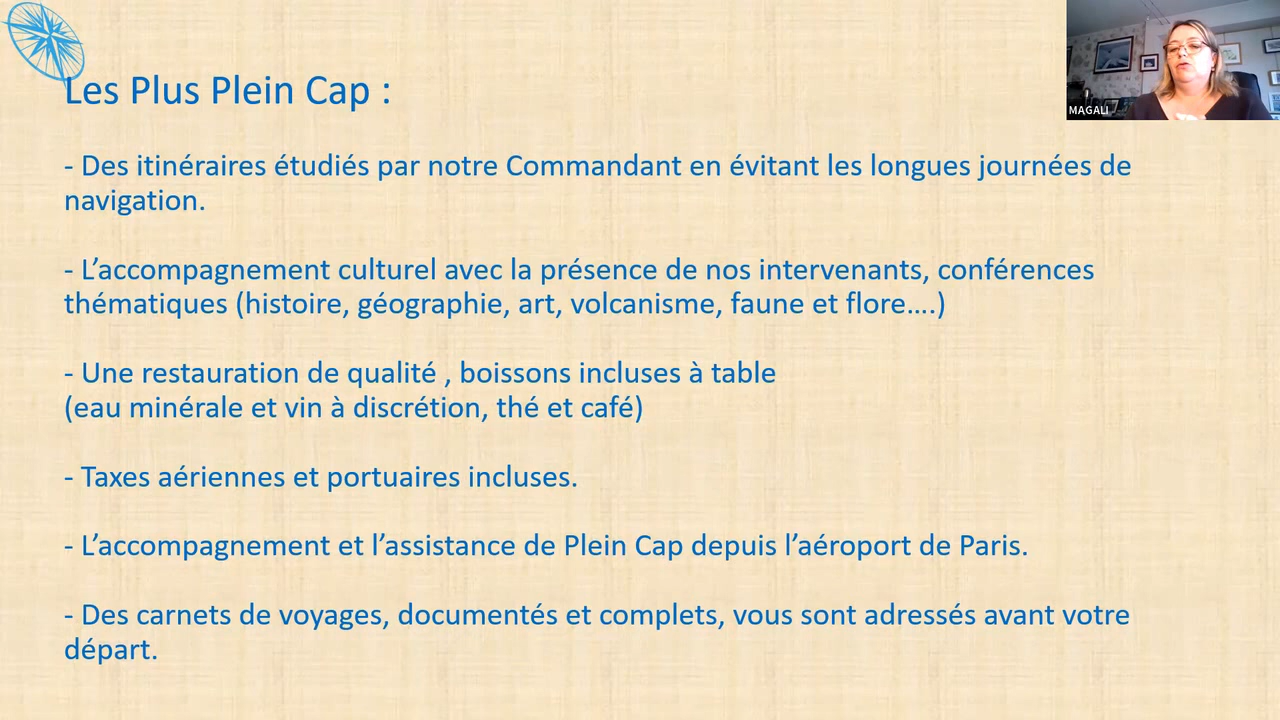 Les Plus Plein Cap :
- Des itinéraires étudiés par notre Commandant en évitant les longues journées de
navigation.
- L’accompagnement culturel avec la présence de nos intervenants, conférences
thématiques (histoire, géographie, art, volcanisme, faune et flore….)
- Une restauration de qualité , boissons incluses à table
(eau minérale et vin à discrétion, thé et café)
- Taxes aériennes et portuaires incluses.
- L’accompagnement et l’assistance de Plein Cap depuis l’aéroport de Paris.
- Des carnets de voyages, documentés et complets, vous sont adressés avant votre
départ.
MAGALI